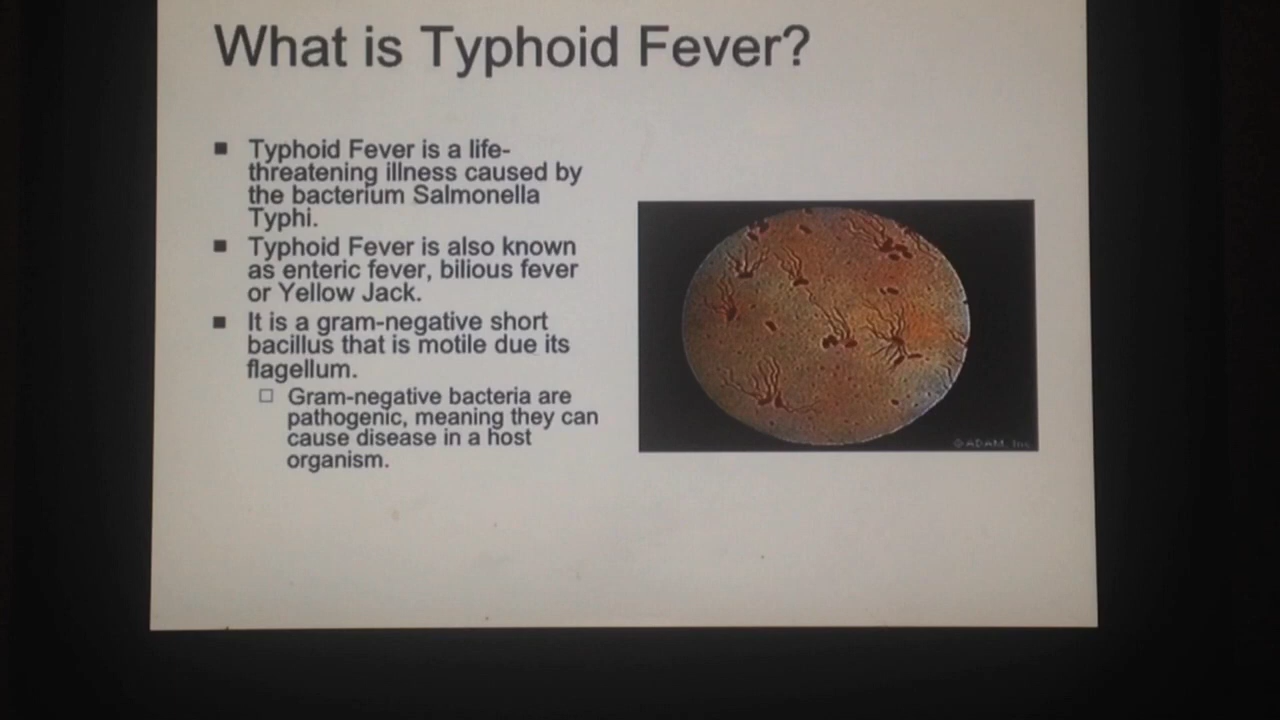 What is Typhoid Fever?
Typhoid Fever is a life-
threatening illness caused by
the bacterium Salmonella
Typhi.
Typhoid Fever is also known
as enteric fever, bilious fever
or Yellow Jack.
It is a gram-negative short
bacillus that is motile due its
flagellum.
Gram-negative bacteria are
pathogenic, meaning they can
cause disease in a host
organism.
©ADAM, Inc.